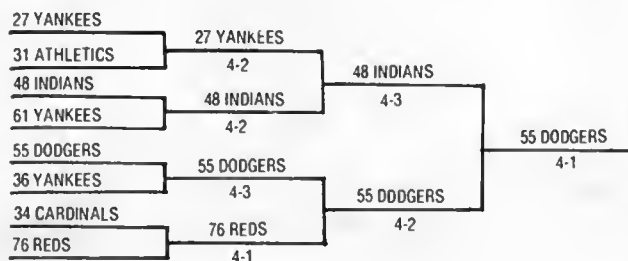 27 YANKEES
31 ATHLETICS
48 INDIANS
61 YANKEES
55 DODGERS
36 YANKEES
34 CARDINALS
76 REDS
27 YANKEES
4-2
48 INDIANS
4-2
55 DODGERS
4-3
76 REDS
4-1
48 INDIANS
4-3
55 DODGERS
4-2
55 DODGERS
4-1